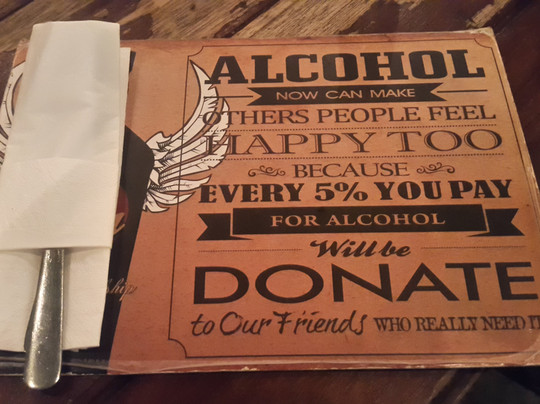 ALCOHOL
NOW CAN MAKE
OTHERS PEOPLE FEEL
HAPPY TOO
BECAUSE
EVERY 5% YOU PAY
FOR ALCOHOL
Will be
DONATE
to Our Friends WHO REALLY NEED IT